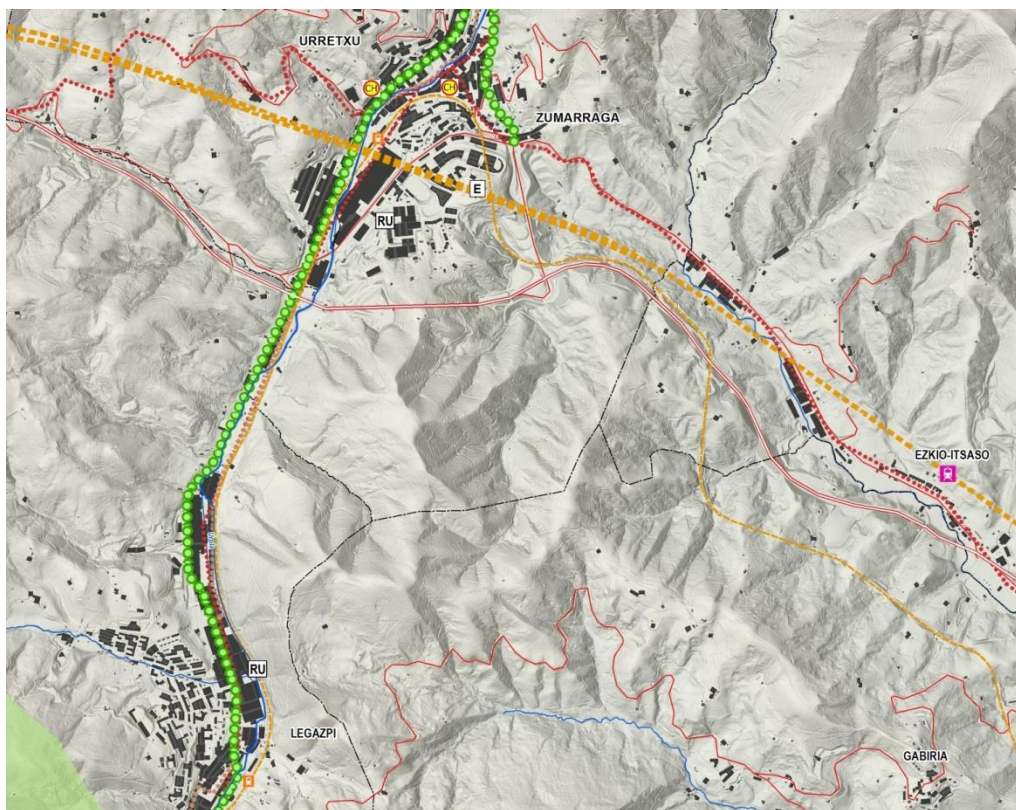 URRETXU
CH
CH
ZUMARRAGA
E
RU
EZKIO-ITSASO
RU
LEGAZPI
GABIRIA